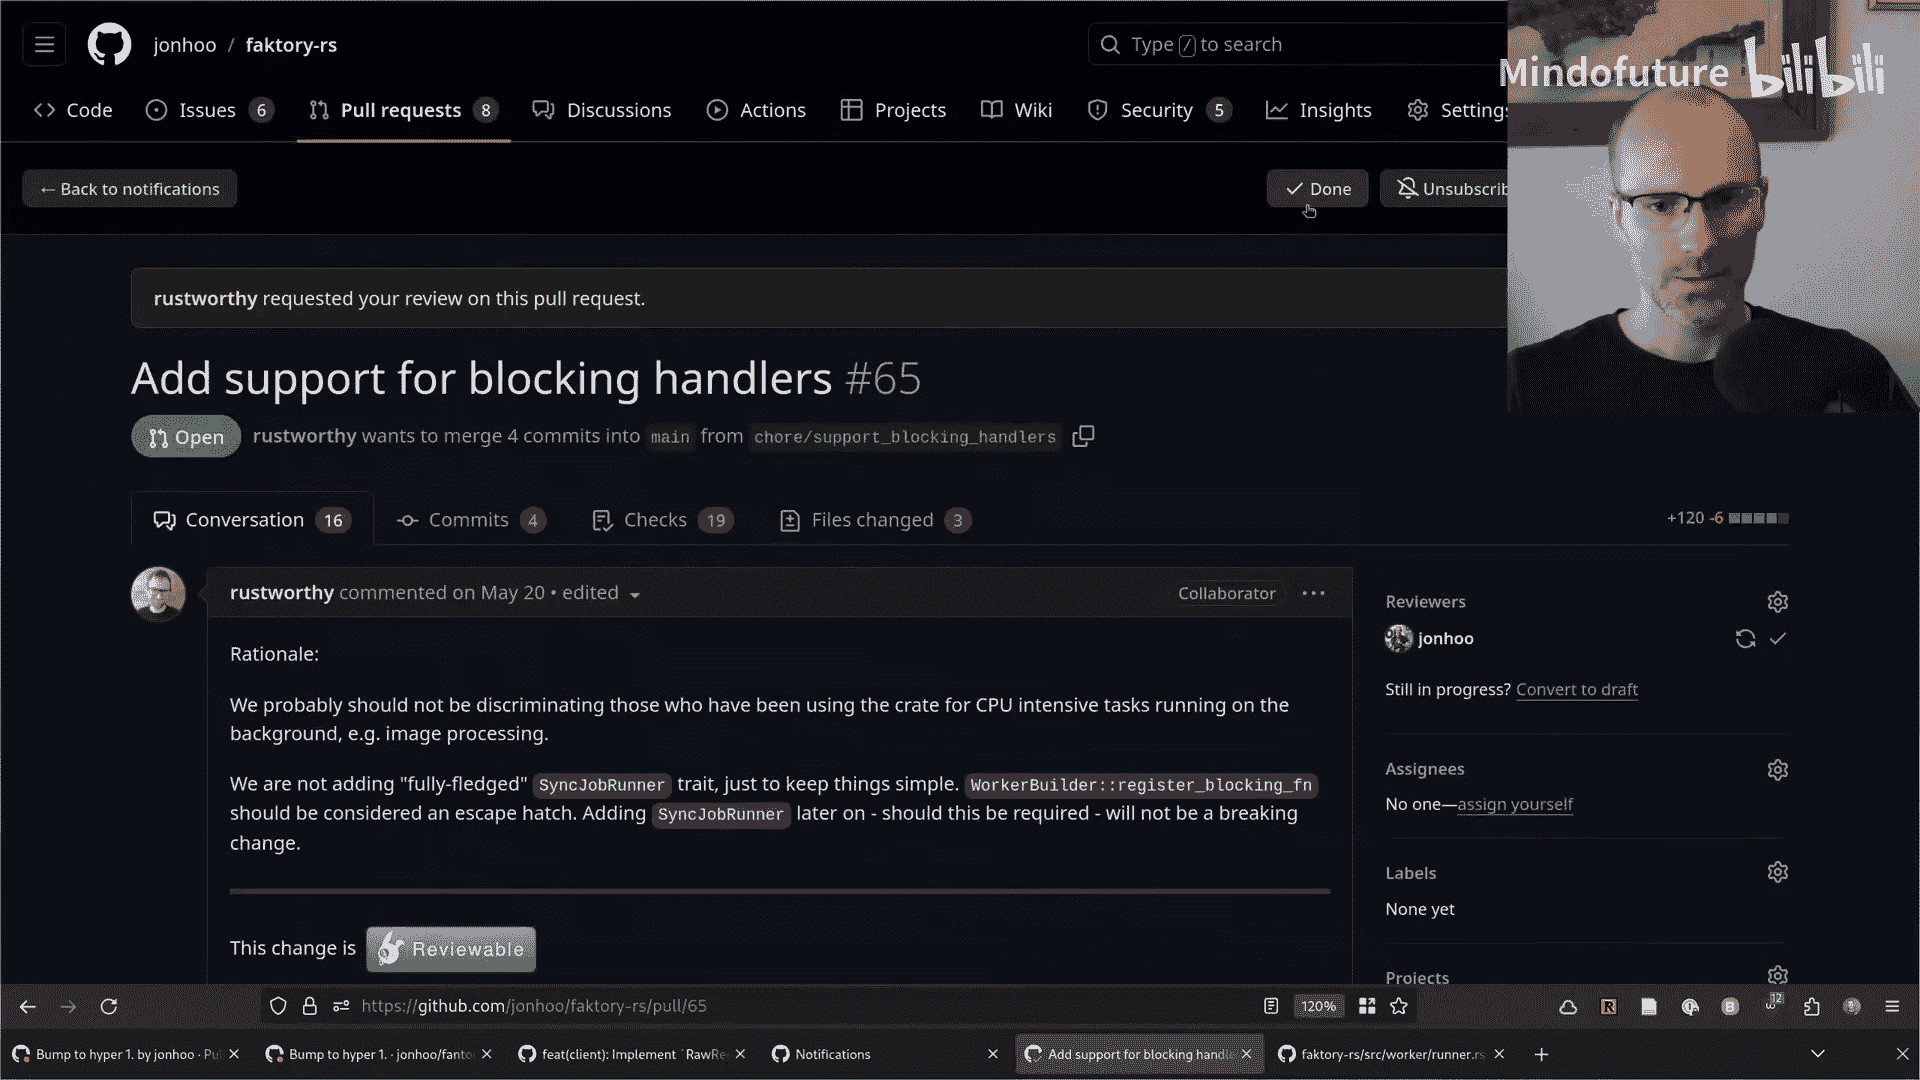 jonhoo / faktory-rs
Type / to search
Mindofuture bilibili
Code
Issues 6
Pull requests 8
Discussions
Actions
Projects
Wiki
Security 5
Insights
Settings
← Back to notifications
Done
Unsubscrib
rustworthy requested your review on this pull request.
Add support for blocking handlers #65
Open
rustworthy wants to merge 4 commits into main from chore/support_blocking_handlers
Conversation 16
Commits 4
Checks 19
Files changed 3
+120 -6
rustworthy commented on May 20 • edited
Collaborator
Rationale:
We probably should not be discriminating those who have been using the crate for CPU intensive tasks running on the
background, e.g. image processing.
We are not adding "fully-fledged" SyncJobRunner trait, just to keep things simple. WorkerBuilder::register_blocking_fn
should be considered an escape hatch. Adding SyncJobRunner later on - should this be required - will not be a breaking
change.
This change is Reviewable
Reviewers
jonhoo
Still in progress? Convert to draft
Assignees
No one—assign yourself
Labels
None yet
Projects
https://github.com/jonhoo/faktory-rs/pull/65
120%
12
Bump to hyper 1. by jonhoo · Pu
Bump to hyper 1. · jonhoo/fanto
feat(client): Implement `RawRe
Notifications
Add support for blocking handle
faktory-rs/src/worker/runner.rs